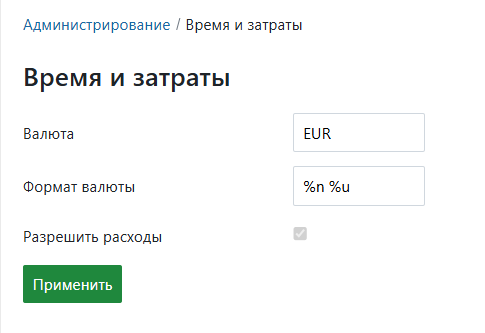 Администрирование / Время и затраты
Время и затраты
Валюта EUR
Формат валюты %n %u
Разрешить расходы
Применить